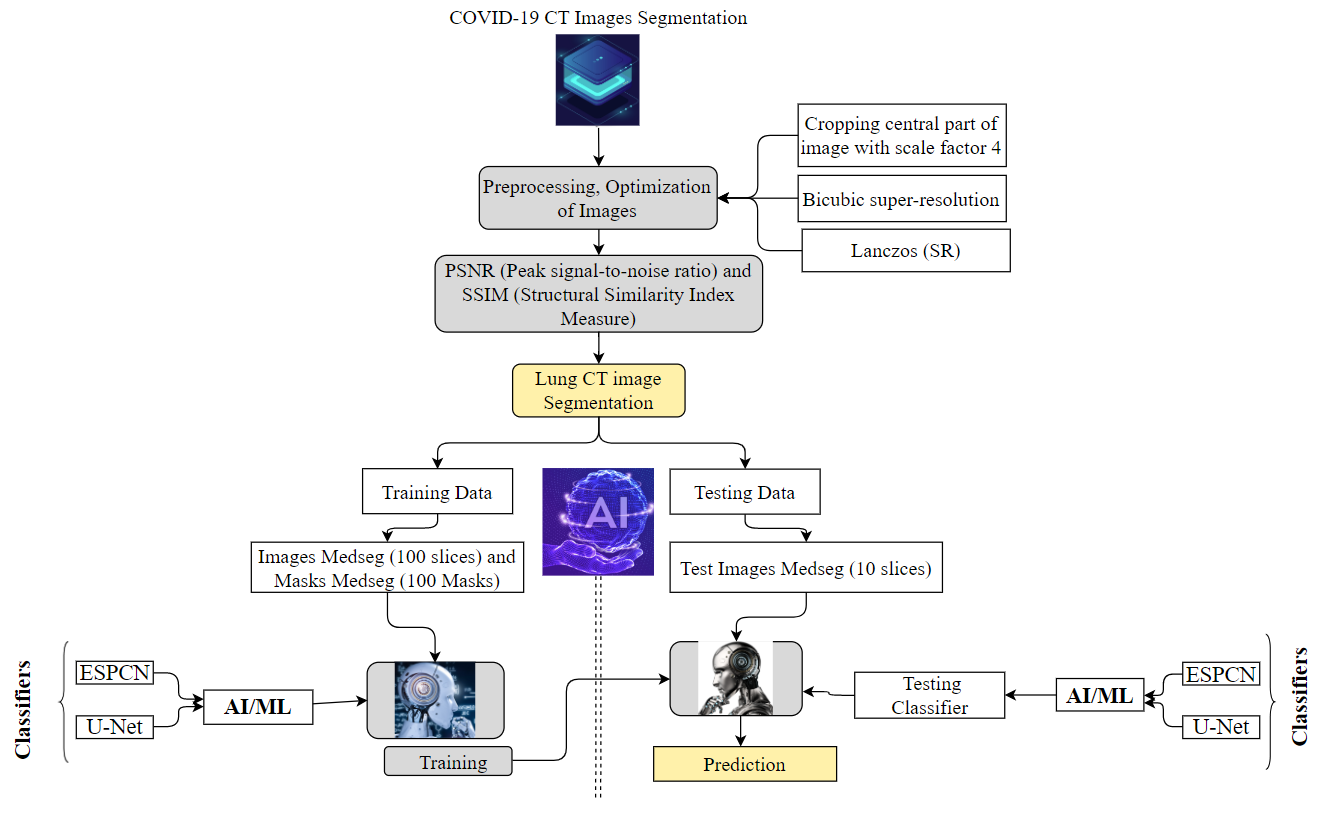 COVID-19 CT Images Segmentation
Cropping central part of
image with scale factor 4
Preprocessing, Optimization
of Images
Bicubic super-resolution
Lanczos (SR)
PSNR (Peak signal-to-noise ratio) and
SSIM (Structural Similarity Index
Measure)
Lung CT image
Segmentation
Training Data
AI
Testing Data
Images Medseg (100 slices) and
Masks Medseg (100 Masks)
Test Images Medseg (10 slices)
Classifiers
ESPCN
U-Net
AI/ML
Training
Testing
Classifier
AI/ML
ESPCN
U-Net
Classifiers
Prediction